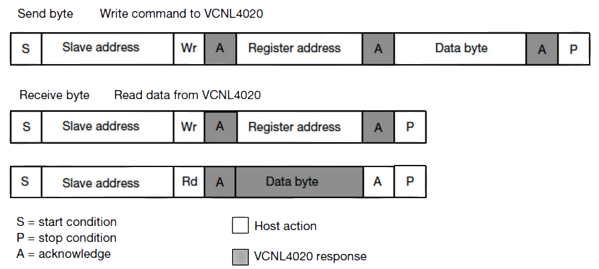 Send byte Write command to VCNL4020
S Slave address Wr A Register address A Data byte A P
Receive byte Read data from VCNL4020
S Slave address Wr A Register address A P
S Slave address Rd A Data byte A P
S = start condition
P = stop condition
A = acknowledge
Host action
VCNL4020 response